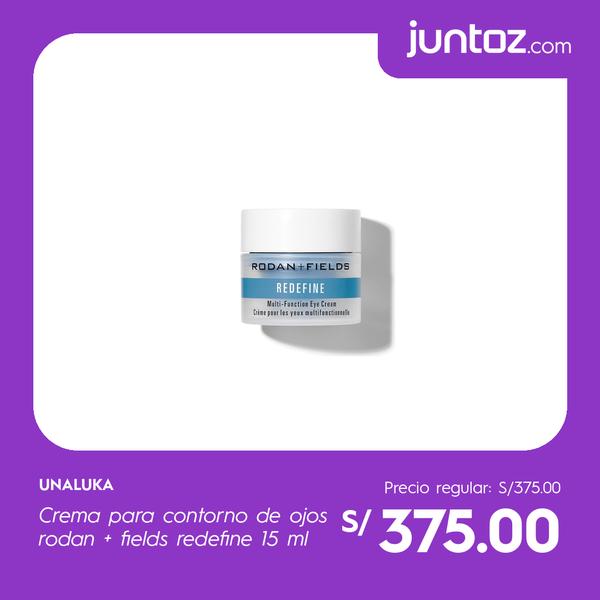 juntoz.com
RODAN+FIELDS
REDEFINE
Multi-Function Eye Cream
Crème pour les yeux multifonctionnelle
UNALUKA
Crema para contorno de ojos
rodan + fields redefine 15 ml
Precio regular: S/375.00
S/ 375.00